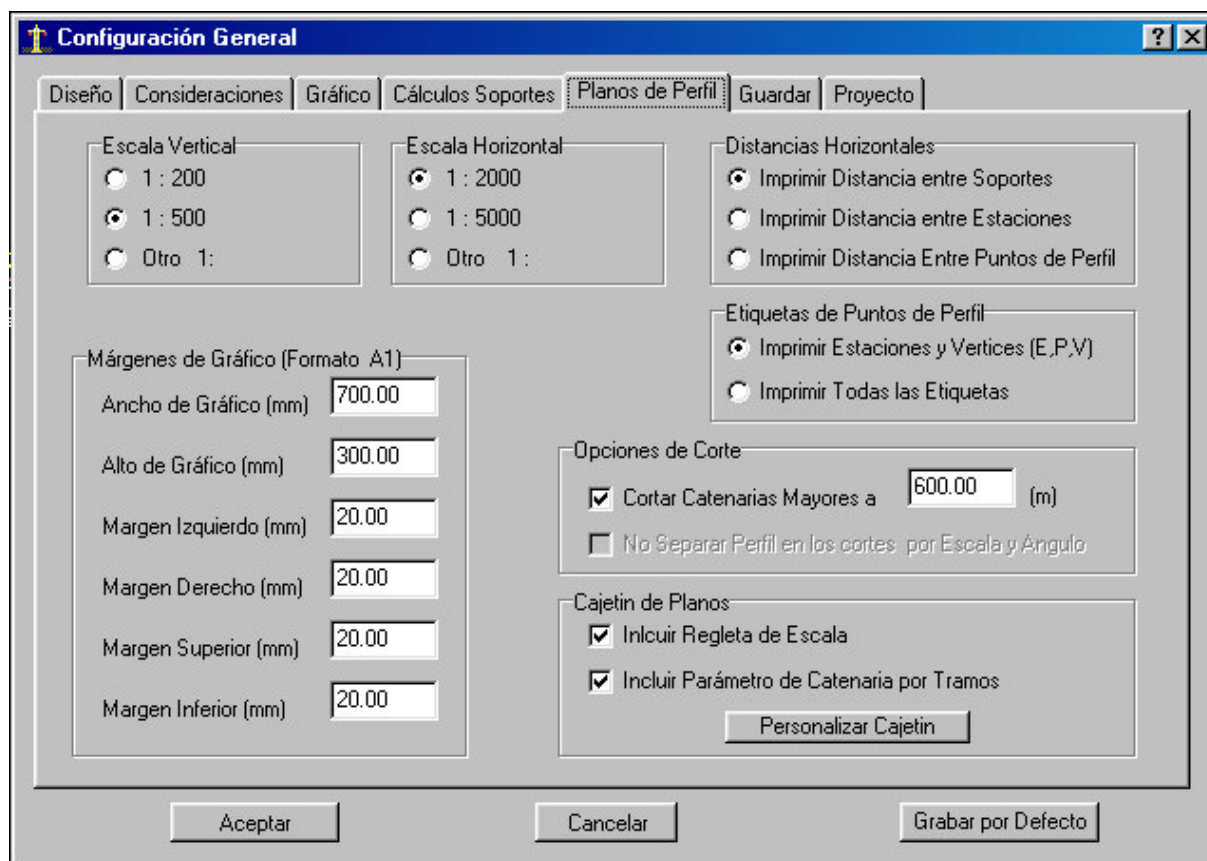 Configuración General
Diseño Consideraciones Gráfico Cálculos Soportes Planos de Perfil Guardar Proyecto
Escala Vertical
1 : 200
1 : 500
Otro 1:
Escala Horizontal
1 : 2000
1 : 5000
Otro 1 :
Distancias Horizontales
Imprimir Distancia entre Soportes
Imprimir Distancia entre Estaciones
Imprimir Distancia Entre Puntos de Perfil
Etiquetas de Puntos de Perfil
Imprimir Estaciones y Vertices (E,P,V)
Imprimir Todas las Etiquetas
Márgenes de Gráfico (Formato A1)
Ancho de Gráfico (mm) 700.00
Alto de Gráfico (mm) 300.00
Margen Izquierdo (mm) 20.00
Margen Derecho (mm) 20.00
Margen Superior (mm) 20.00
Margen Inferior (mm) 20.00
Opciones de Corte
Cortar Catenarias Mayores a 600.00 (m)
No Separar Perfil en los cortes por Escala y Angulo
Cajetin de Planos
Inlcuir Regleta de Escala
Incluir Parámetro de Catenaria por Tramos
Personalizar Cajetin
Aceptar Cancelar Grabar por Defecto